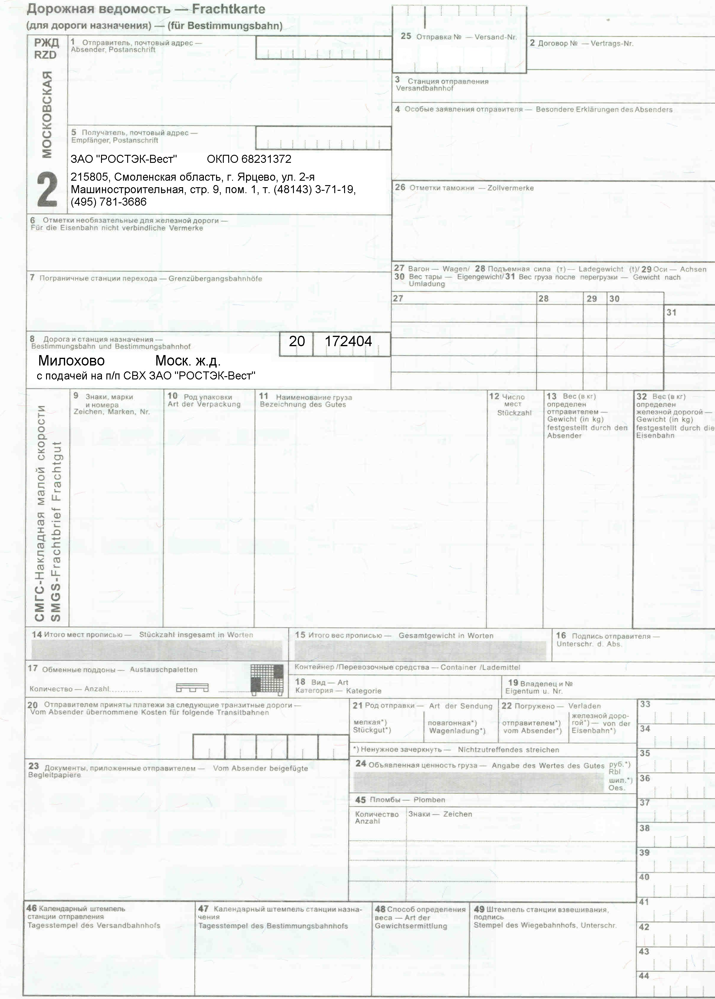 Дорожная ведомость — Frachtkarte
(для дороги назначения) — (für Bestimmungsbahn)
РЖД
RZD
МОСКОВСКАЯ
2
1 Отправитель, почтовый адрес —
Absender, Postanschrift
25 Отправка № — Versand-Nr.
2 Договор № — Vertrags-Nr.
3 Станция отправления
Versandbahnhof
4 Особые заявления отправителя — Besondere Erklärungen des Absenders
5 Получатель, почтовый адрес —
Empfänger, Postanschrift
ЗАО "РОСТЭК-Вест" ОКПО 68231372
215805, Смоленская область, г. Ярцево, ул. 2-я
Машиностроительная, стр. 9, пом. 1, т. (48143) 3-71-19,
(495) 781-3686
26 Отметки таможни — Zollvermerke
6 Отметки необязательные для железной дороги —
Für die Eisenbahn nicht verbindliche Vermerke
7 Пограничные станции перехода — Grenzübergangsbahnhöfe
27 Вагон — Wagen/ 28 Подъемная сила (т) — Ladegewicht (t)/ 29 Оси — Achsen
30 Вес тары — Eigengewicht/ 31 Вес груза после перегрузки — Gewicht nach
Umladung
27 28 29 30
31
8 Дорога и станция назначения —
Bestimmungsbahn und Bestimmungsbahnhof
20 172404
Милохово Моск. ж.д.
с подачей на п/п СВХ ЗАО "РОСТЭК-Вест"
СМГС-Накладная малой скорости
SMGS-Frachtbrief Frachtgut
9 Знаки, марки
и номера
Zeichen, Marken, Nr.
10 Род упаковки
Art der Verpackung
11 Наименование груза
Bezeichnung des Gutes
12 Число
мест
Stückzahl
13 Вес (в кг)
определен
отправителем —
Gewicht (in kg)
festgestellt durch den
Absender
32 Вес (в кг)
определен
железной дорогой —
Gewicht (in kg)
festgestellt durch die
Eisenbahn
14 Итого мест прописью — Stückzahl insgesamt in Worten
15 Итого вес прописью — Gesamtgewicht in Worten
16 Подпись отправителя —
Unterschr. d. Abs.
17 Обменные поддоны — Austauschpaletten
Количество — Anzahl
Контейнер /Перевозочные средства — Container /Lademittel
18 Вид — Art
Категория — Kategorie
19 Владелец и №
Eigentum u. Nr.
20 Отправителем приняты платежи за следующие транзитные дороги —
Vom Absender übernommene Kosten für folgende Transitbahnen
21 Род отправки — Art der Sendung
мелкая*)
Stückgut*)
повагонная*)
Wagenladung*)
22 Погружено — Verladen
отправителем*)
vom Absender*)
железной доро-
гой*) — von der
Eisenbahn*)
*) Ненужное зачеркнуть — Nichtzutreffendes streichen
23 Документы, приложенные отправителем — Vom Absender beigefügte
Begleitpapiere
24 Объявленная ценность груза — Angabe des Wertes des Gutes
руб.*)
Rbl
шил.*)
Oes.
45 Пломбы — Plomben
Количество
Anzahl
Знаки — Zeichen
33
34
35
36
37
38
39
40
41
42
43
44
46 Календарный штемпель
станции отправления
Tagesstempel des Versandbahnhofs
47 Календарный штемпель станции назна-
чения
Tagesstempel des Bestimmungsbahnhofs
48 Способ определения
веса — Art der
Gewichtsermittlung
49 Штемпель станции взвешивания,
подпись
Stempel des Wiegebahnhofs, Unterschr.